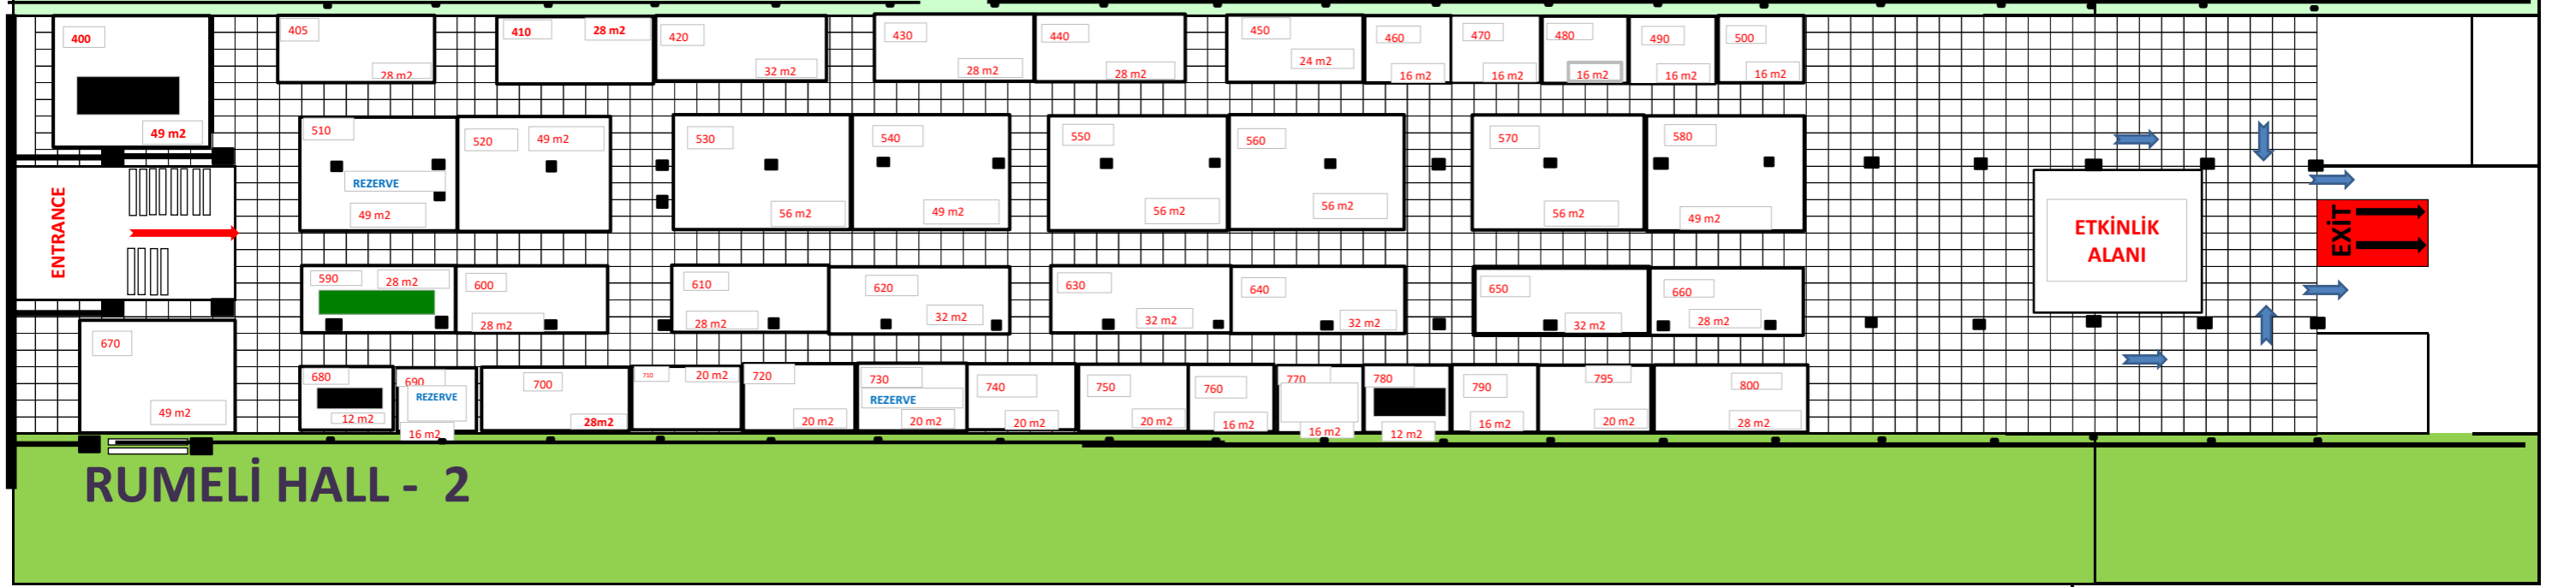 400
49 m2
405
28 m2
410
28 m2
420
32 m2
430
28 m2
440
28 m2
450
24 m2
460
16 m2
470
16 m2
480
16 m2
490
16 m2
500
16 m2
510
REZERVE
49 m2
520
49 m2
530
56 m2
540
49 m2
550
56 m2
560
56 m2
570
56 m2
580
49 m2
ENTRANCE
ETKİNLİK
ALANI
EXİT
590
28 m2
600
28 m2
610
28 m2
620
32 m2
630
32 m2
640
32 m2
650
32 m2
660
28 m2
670
49 m2
680
12 m2
690
REZERVE
16 m2
700
28m2
710
20 m2
720
20 m2
730
REZERVE
20 m2
740
20 m2
750
20 m2
760
16 m2
770
16 m2
780
12 m2
790
16 m2
795
20 m2
800
28 m2
RUMELİ HALL - 2